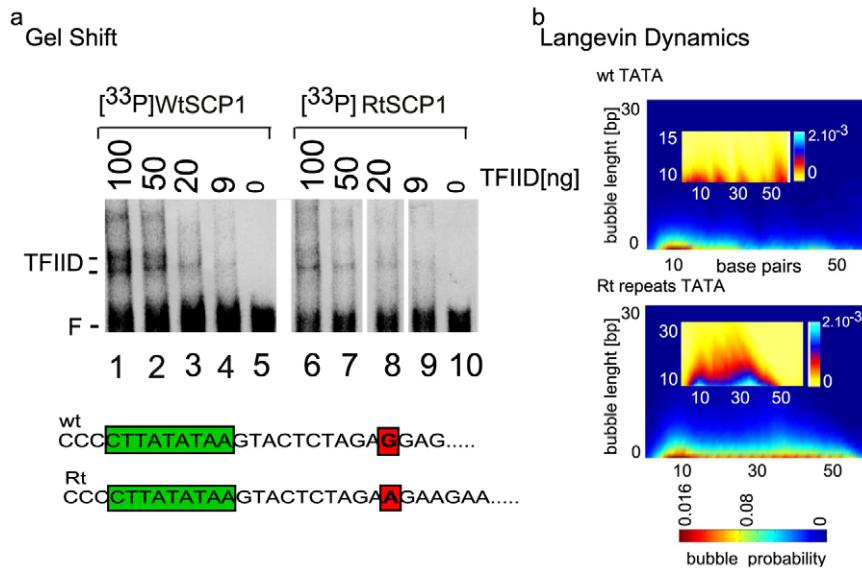 a
Gel Shift
[33P]WtSCP1
[33P] RtSCP1
100 50 20 9 0
100 50 20 9 0
TFIID[ng]
TFIID
F
1 2 3 4 5 6 7 8 9 10
wt
CCCCTTATATAAGTACTCTAGAGGAG.....
Rt
CCCCTTATATAAGTACTCTAGAAGAAGAA.....
b
Langevin Dynamics
wt TATA
bubble lenght [bp]
30
0
15
10
10 30 50
2.10-3
0
10 base pairs 50
Rt repeats TATA
bubble lenght [bp]
30
0
30
10
10 30 50
2.10-3
0
10 30 50
0.016 0.08 0
bubble probability